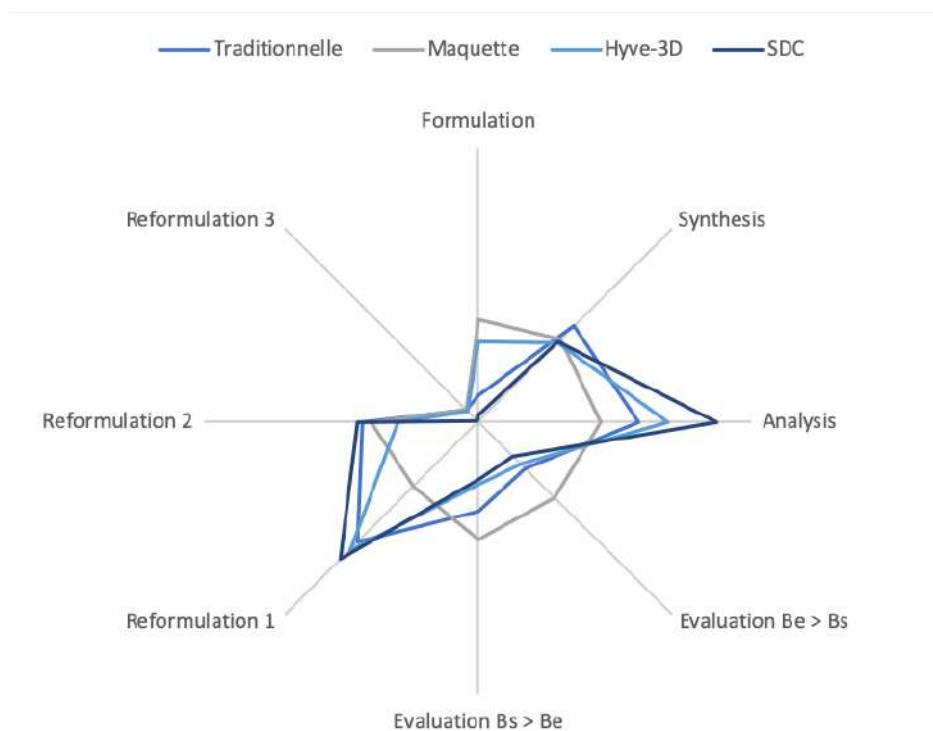 Traditionnelle Maquette Hyve-3D SDC
Formulation
Reformulation 3 Synthesis
Reformulation 2 Analysis
Reformulation 1 Evaluation Be > Bs
Evaluation Bs > Be